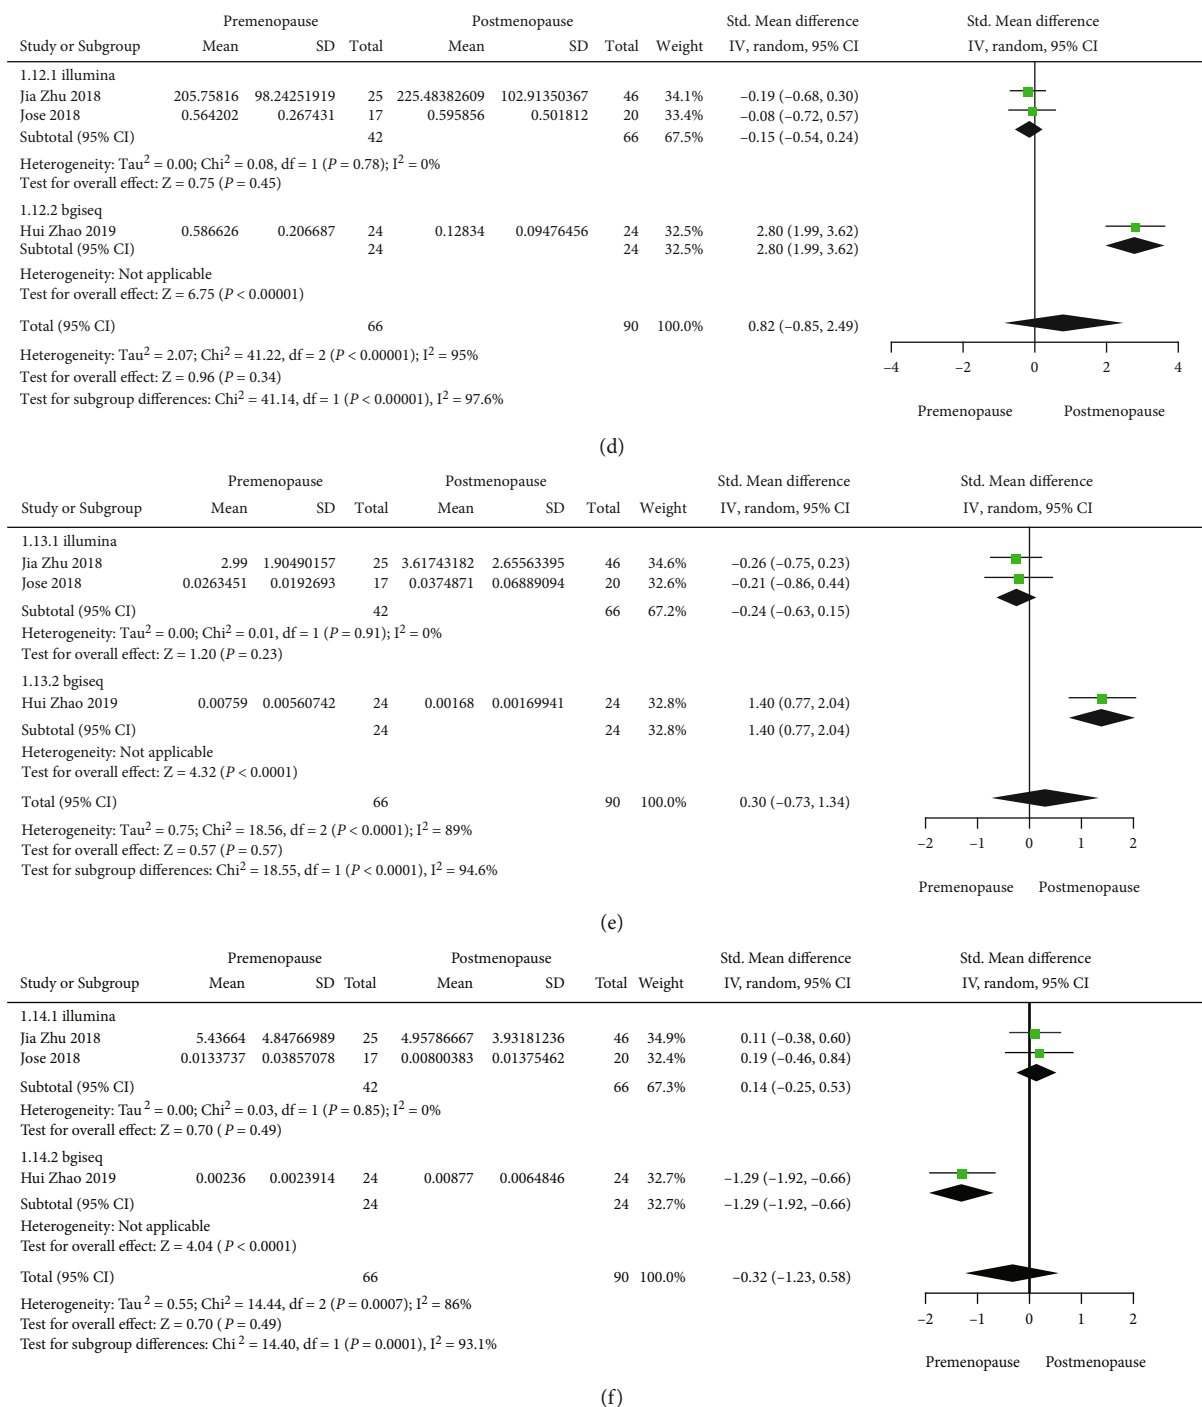 Premenopause Postmenopause Std. Mean difference Std. Mean difference
Study or Subgroup Mean SD Total Mean SD Total Weight IV, random, 95% CI IV, random, 95% CI
1.12.1 illumina
Jia Zhu 2018 205.75816 98.24251919 25 225.48382609 102.91350367 46 34.1% –0.19 (–0.68, 0.30)
Jose 2018 0.564202 0.267431 17 0.595856 0.501812 20 33.4% –0.08 (–0.72, 0.57)
Subtotal (95% CI) 42 66 67.5% –0.15 (–0.54, 0.24)
Heterogeneity: Tau² = 0.00; Chi² = 0.08, df = 1 (P = 0.78); I² = 0%
Test for overall effect: Z = 0.75 (P = 0.45)
1.12.2 bgiseq
Hui Zhao 2019 0.586626 0.206687 24 0.12834 0.09476456 24 32.5% 2.80 (1.99, 3.62)
Subtotal (95% CI) 24 24 32.5% 2.80 (1.99, 3.62)
Heterogeneity: Not applicable
Test for overall effect: Z = 6.75 (P < 0.00001)
Total (95% CI) 66 90 100.0% 0.82 (–0.85, 2.49)
Heterogeneity: Tau² = 2.07; Chi² = 41.22, df = 2 (P < 0.00001); I² = 95%
Test for overall effect: Z = 0.96 (P = 0.34)
Test for subgroup differences: Chi² = 41.14, df = 1 (P < 0.00001), I² = 97.6%
–4 –2 0 2 4
Premenopause Postmenopause
(d)
Premenopause Postmenopause Std. Mean difference Std. Mean difference
Study or Subgroup Mean SD Total Mean SD Total Weight IV, random, 95% CI IV, random, 95% CI
1.13.1 illumina
Jia Zhu 2018 2.99 1.90490157 25 3.61743182 2.65563395 46 34.6% –0.26 (–0.75, 0.23)
Jose 2018 0.0263451 0.0192693 17 0.0374871 0.06889094 20 32.6% –0.21 (–0.86, 0.44)
Subtotal (95% CI) 42 66 67.2% –0.24 (–0.63, 0.15)
Heterogeneity: Tau² = 0.00; Chi² = 0.01, df = 1 (P = 0.91); I² = 0%
Test for overall effect: Z = 1.20 (P = 0.23)
1.13.2 bgiseq
Hui Zhao 2019 0.00759 0.00560742 24 0.00168 0.00169941 24 32.8% 1.40 (0.77, 2.04)
Subtotal (95% CI) 24 24 32.8% 1.40 (0.77, 2.04)
Heterogeneity: Not applicable
Test for overall effect: Z = 4.32 (P < 0.0001)
Total (95% CI) 66 90 100.0% 0.30 (–0.73, 1.34)
Heterogeneity: Tau² = 0.75; Chi² = 18.56, df = 2 (P < 0.0001); I² = 89%
Test for overall effect: Z = 0.57 (P = 0.57)
Test for subgroup differences: Chi² = 18.55, df = 1 (P < 0.0001), I² = 94.6%
–2 –1 0 1 2
Premenopause Postmenopause
(e)
Premenopause Postmenopause Std. Mean difference Std. Mean difference
Study or Subgroup Mean SD Total Mean SD Total Weight IV, random, 95% CI IV, random, 95% CI
1.14.1 illumina
Jia Zhu 2018 5.43664 4.84766989 25 4.95786667 3.93181236 46 34.9% 0.11 (–0.38, 0.60)
Jose 2018 0.0133737 0.03857078 17 0.00800383 0.01375462 20 32.4% 0.19 (–0.46, 0.84)
Subtotal (95% CI) 42 66 67.3% 0.14 (–0.25, 0.53)
Heterogeneity: Tau² = 0.00; Chi² = 0.03, df = 1 (P = 0.85); I² = 0%
Test for overall effect: Z = 0.70 (P = 0.49)
1.14.2 bgiseq
Hui Zhao 2019 0.00236 0.0023914 24 0.00877 0.0064846 24 32.7% –1.29 (–1.92, –0.66)
Subtotal (95% CI) 24 24 32.7% –1.29 (–1.92, –0.66)
Heterogeneity: Not applicable
Test for overall effect: Z = 4.04 (P < 0.0001)
Total (95% CI) 66 90 100.0% –0.32 (–1.23, 0.58)
Heterogeneity: Tau² = 0.55; Chi² = 14.44, df = 2 (P = 0.0007); I² = 86%
Test for overall effect: Z = 0.70 (P = 0.49)
Test for subgroup differences: Chi² = 14.40, df = 1 (P = 0.0001), I² = 93.1%
–2 –1 0 1 2
Premenopause Postmenopause
(f)